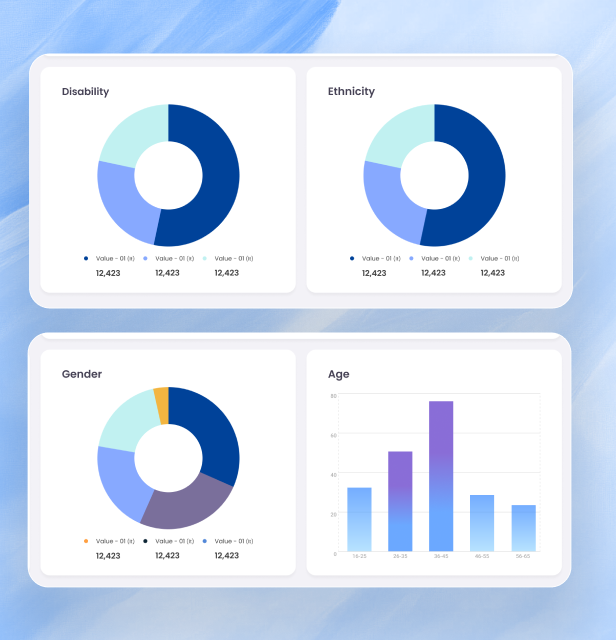 Disability
Value - 01 (x) Value - 01 (x) Value - 01 (x)
12,423 12,423 12,423
Ethnicity
Value - 01 (x) Value - 01 (x) Value - 01 (x)
12,423 12,423 12,423
Gender
Value - 01 (x) Value - 01 (x) Value - 01 (x)
12,423 12,423 12,423
Age
80
60
40
20
0
16-25 26-35 36-45 46-55 56-65